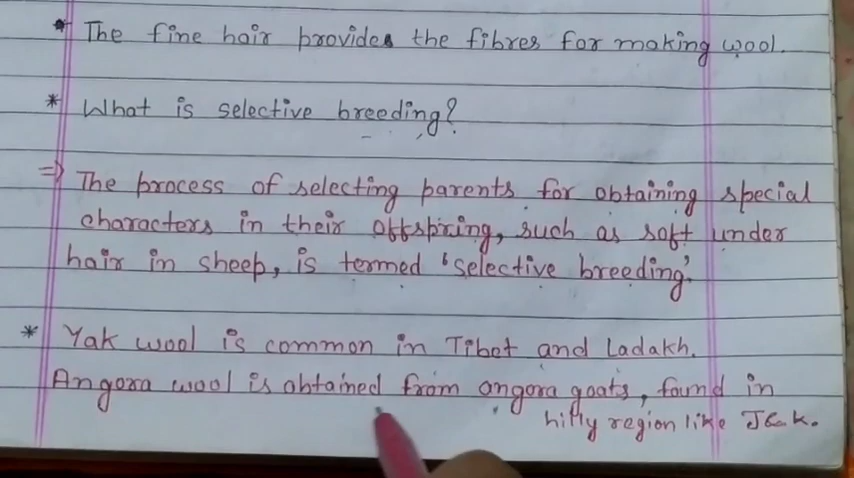 * The fine hair provides the fibres for making wool.
* What is selective breeding?
⇒ The process of selecting parents for obtaining special
characters in their offspring, such as soft under
hair in sheep, is termed 'selective breeding'.
* Yak wool is common in Tibet and Ladakh.
Angora wool is obtained from angora goats, found in
hilly region like J&K.